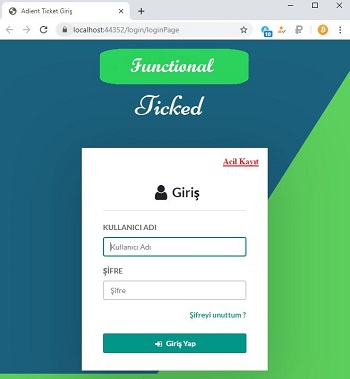 Adient Ticket Giriş
localhost:44352/login/loginPage
10
Functional
Ticked
Acil Kayıt
Giriş
KULLANICI ADI
Kullanıcı Adı
ŞİFRE
Şifre
Şifreyi unuttum ?
Giriş Yap